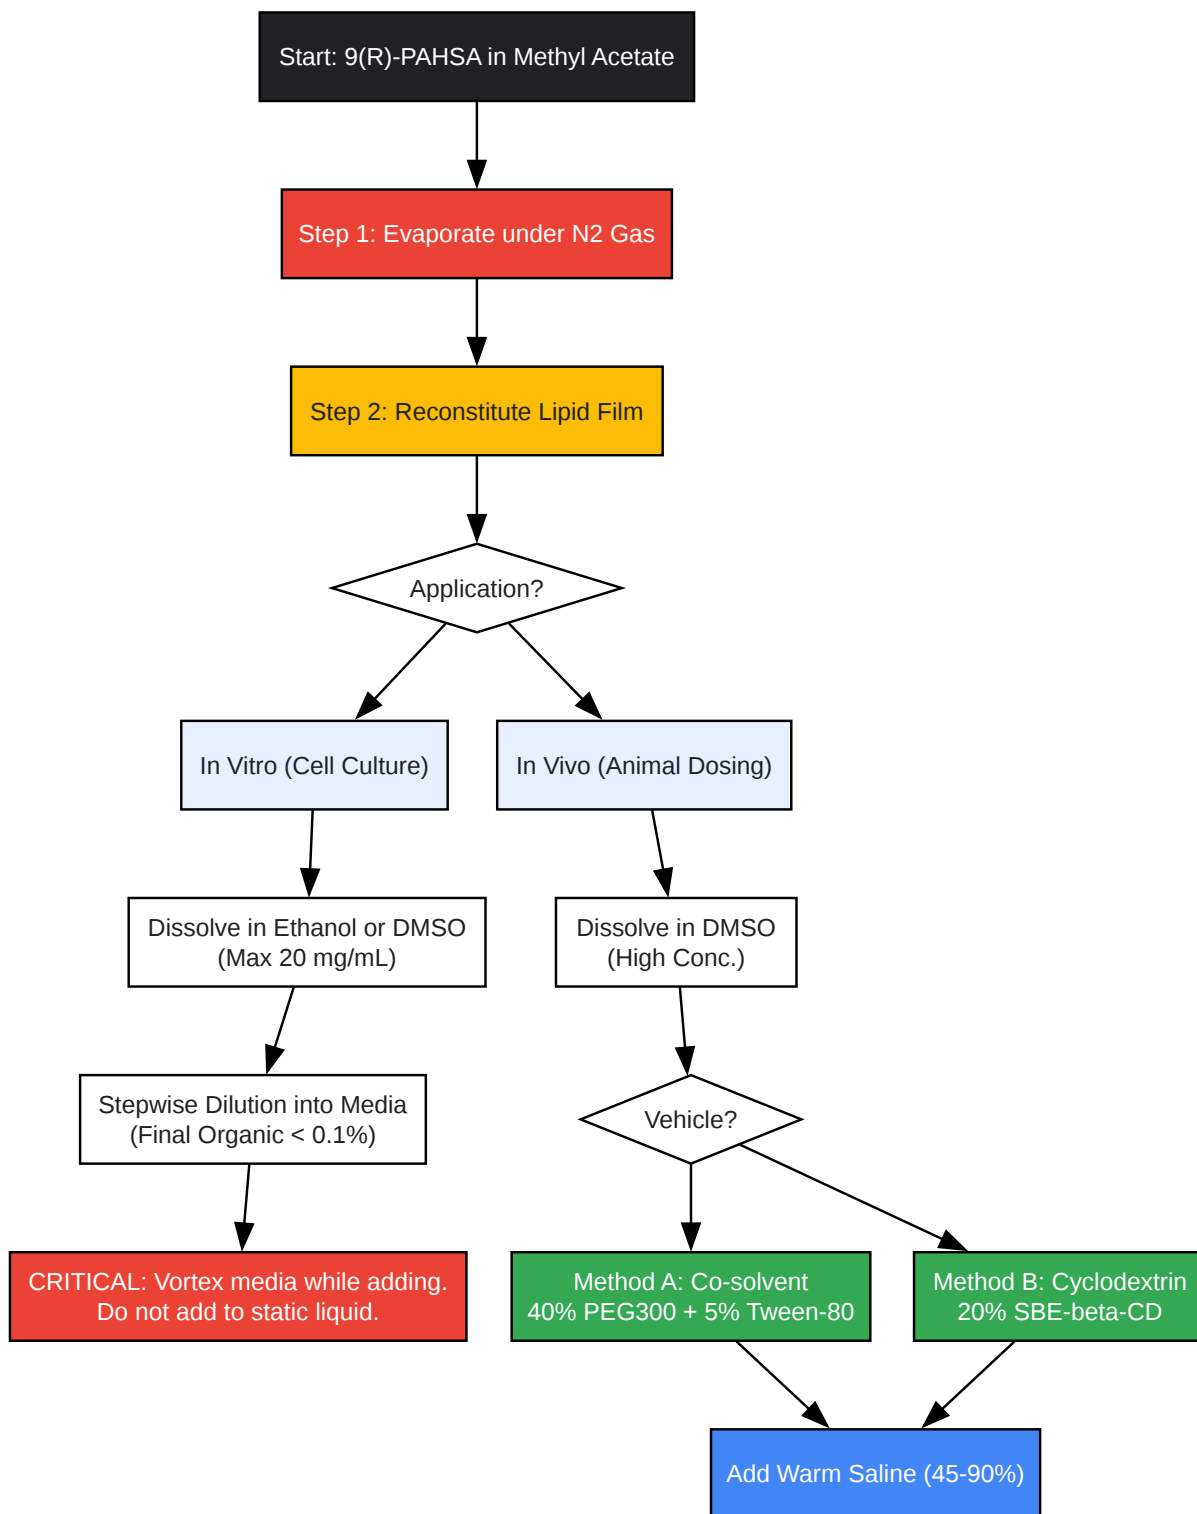 Start: 9(R)-PAHSA in Methyl Acetate
Step 1: Evaporate under N2 Gas
Step 2: Reconstitute Lipid Film
Application?
In Vitro (Cell Culture)
In Vivo (Animal Dosing)
Dissolve in Ethanol or DMSO
(Max 20 mg/mL)
Dissolve in DMSO
(High Conc.)
Stepwise Dilution into Media
(Final Organic < 0.1%)
Vehicle?
CRITICAL: Vortex media while adding.
Do not add to static liquid.
Method A: Co-solvent
40% PEG300 + 5% Tween-80
Method B: Cyclodextrin
20% SBE-beta-CD
Add Warm Saline (45-90%)